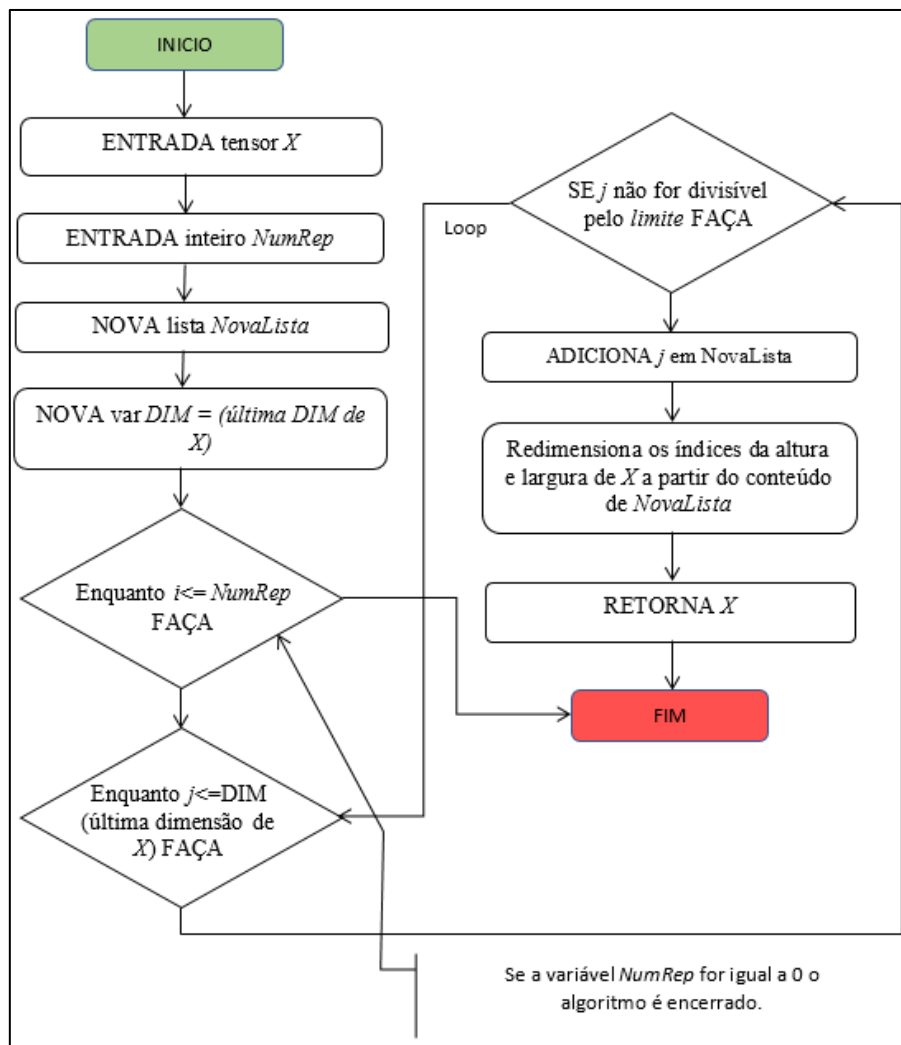 INICIO
ENTRADA tensor X
ENTRADA inteiro NumRep
NOVA lista NovaLista
NOVA var DIM = (última DIM de
X)
Enquanto i<= NumRep
FAÇA
Enquanto j<=DIM
(última dimensão de
X) FAÇA
SE j não for divisível
pelo limite FAÇA
Loop
ADICIONA j em NovaLista
Redimensiona os índices da altura
e largura de X a partir do conteúdo
de NovaLista
RETORNA X
FIM
Se a variável NumRep for igual a 0 o
algoritmo é encerrado.